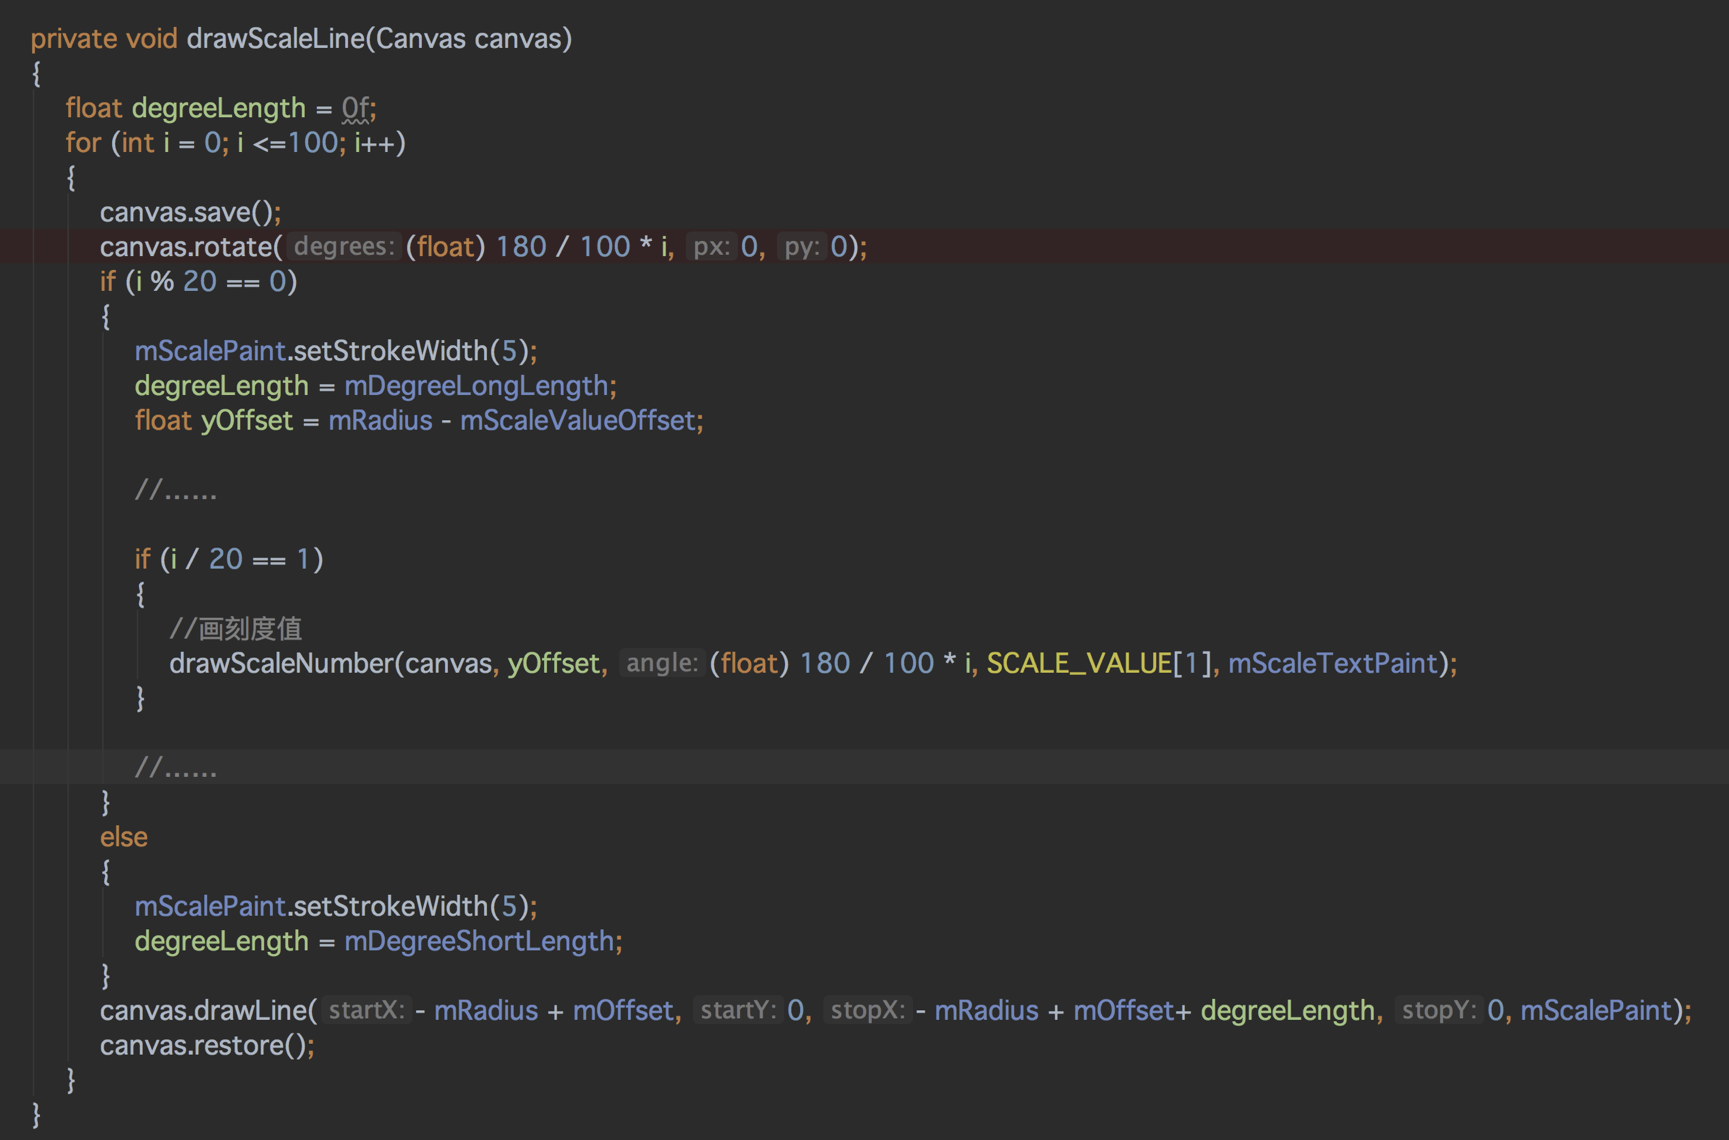 private void drawScaleLine(Canvas canvas)
{
float degreeLength = 0f;
for (int i = 0; i <=100; i++)
{
canvas.save();
canvas.rotate( degrees: (float) 180 / 100 * i, px: 0, py: 0);
if (i % 20 == 0)
{
mScalePaint.setStrokeWidth(5);
degreeLength = mDegreeLongLength;
float yOffset = mRadius - mScaleValueOffset;
//......
if (i / 20 == 1)
{
//画刻度值
drawScaleNumber(canvas, yOffset, angle: (float) 180 / 100 * i, SCALE_VALUE[1], mScaleTextPaint);
}
//......
}
else
{
mScalePaint.setStrokeWidth(5);
degreeLength = mDegreeShortLength;
}
canvas.drawLine( startX: - mRadius + mOffset, startY: 0, stopX: - mRadius + mOffset+ degreeLength, stopY: 0, mScalePaint);
canvas.restore();
}
}